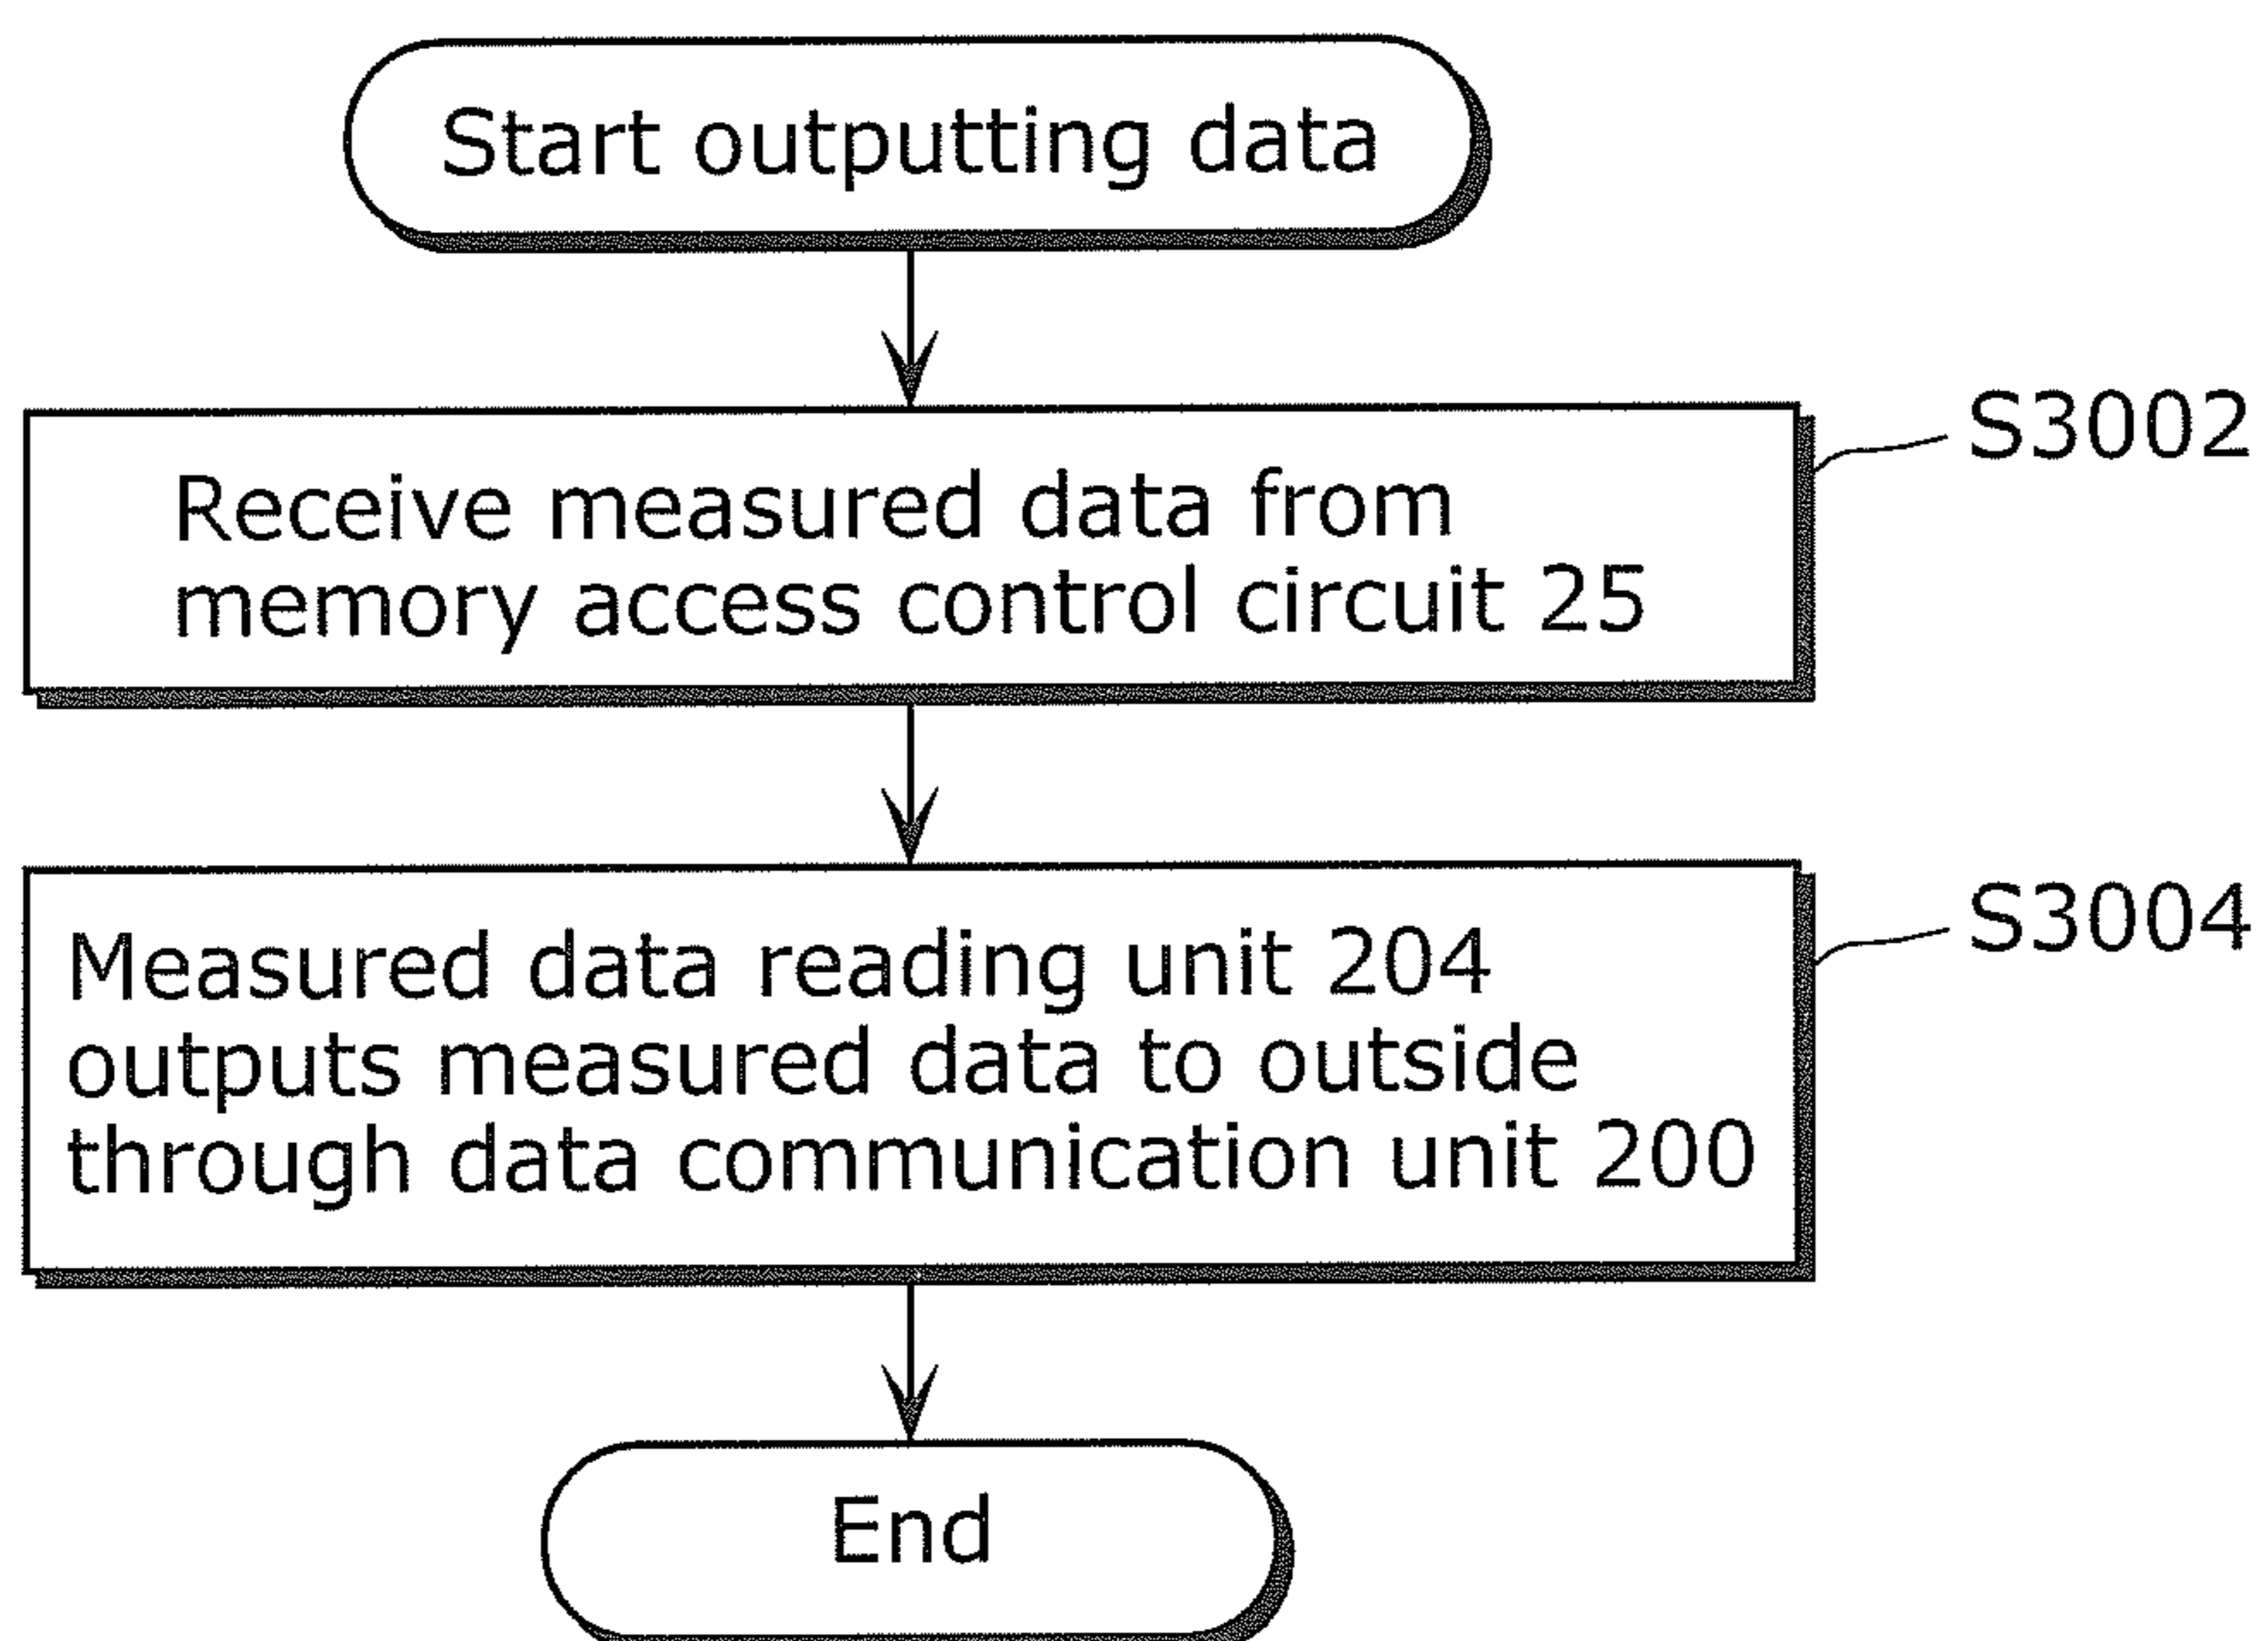 Start outputting data
S3002
Receive measured data from
memory access control circuit 25
S3004
Measured data reading unit 204
outputs measured data to outside
through data communication unit 200
End